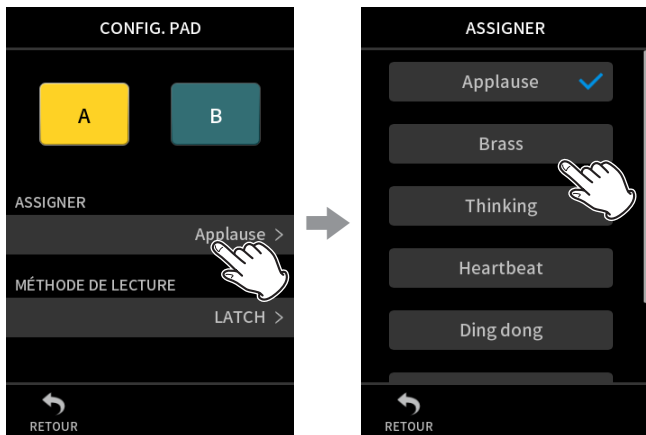 CONFIG. PAD
A
B
ASSIGNER
Applause >
MÉTHODE DE LECTURE
LATCH >
RETOUR
ASSIGNER
Applause
Brass
Thinking
Heartbeat
Ding dong
RETOUR